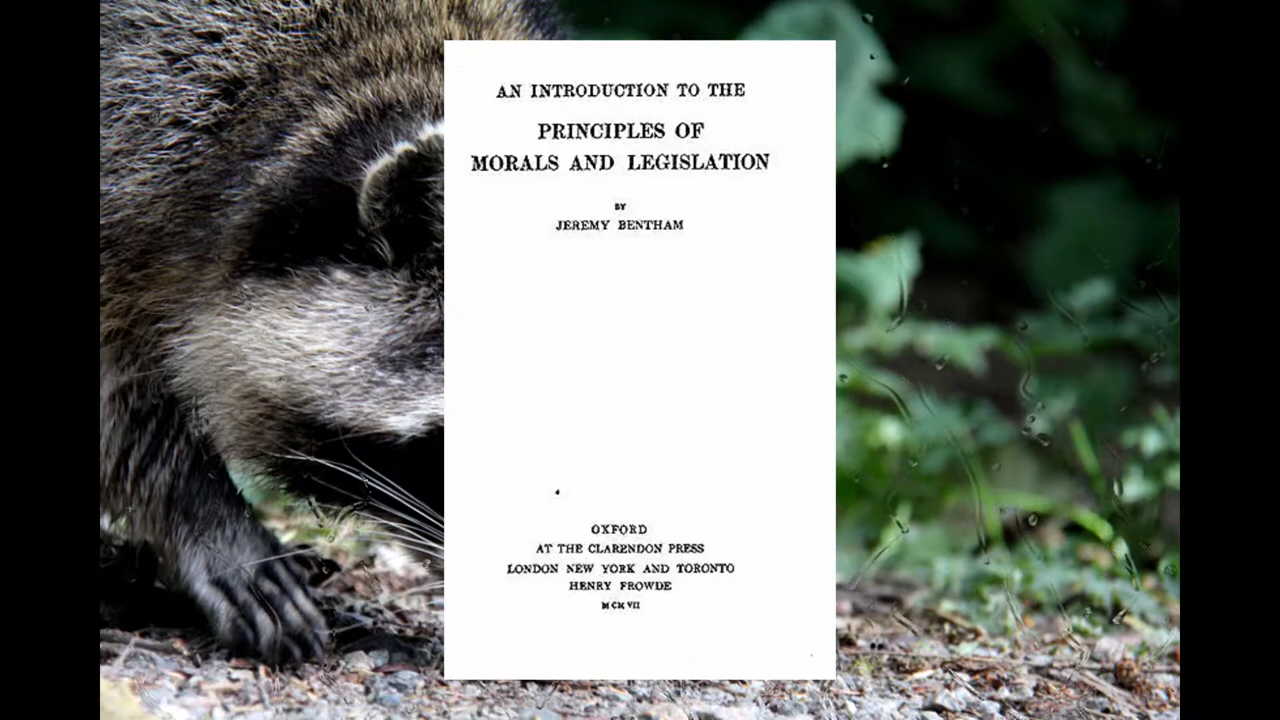 AN INTRODUCTION TO THE
PRINCIPLES OF
MORALS AND LEGISLATION
BY
JEREMY BENTHAM
OXFORD
AT THE CLARENDON PRESS
LONDON NEW YORK AND TORONTO
HENRY FROWDE
MCMVII